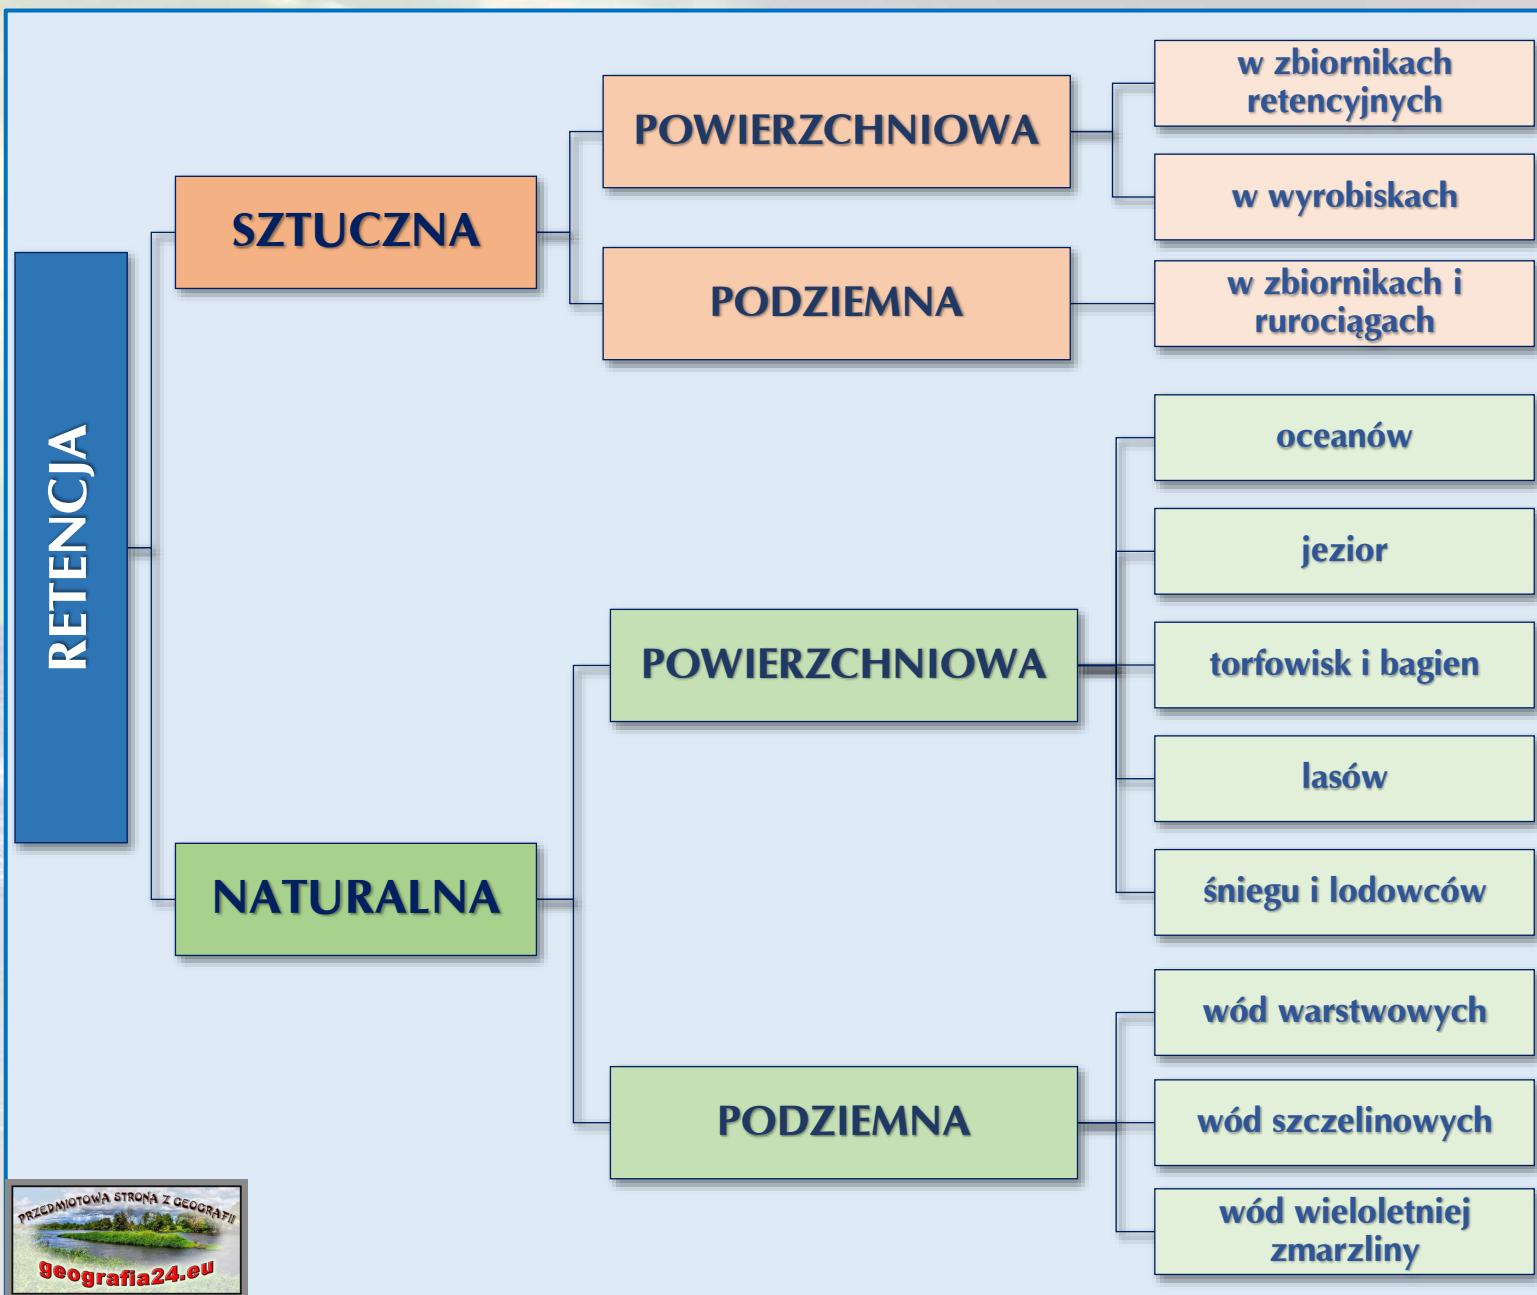 RETENCJA
SZTUCZNA
POWIERZCHNIOWA
w zbiornikach
retencyjnych
w wyrobiskach
PODZIEMNA
w zbiornikach i
rurociągach
NATURALNA
POWIERZCHNIOWA
oceanów
jezior
torfowisk i bagien
lasów
śniegu i lodowców
PODZIEMNA
wód warstwowych
wód szczelinowych
wód wieloletniej
zmarzliny
PRZEDMIOTOWA STRONA Z GEOGRAFII
geografia24.eu